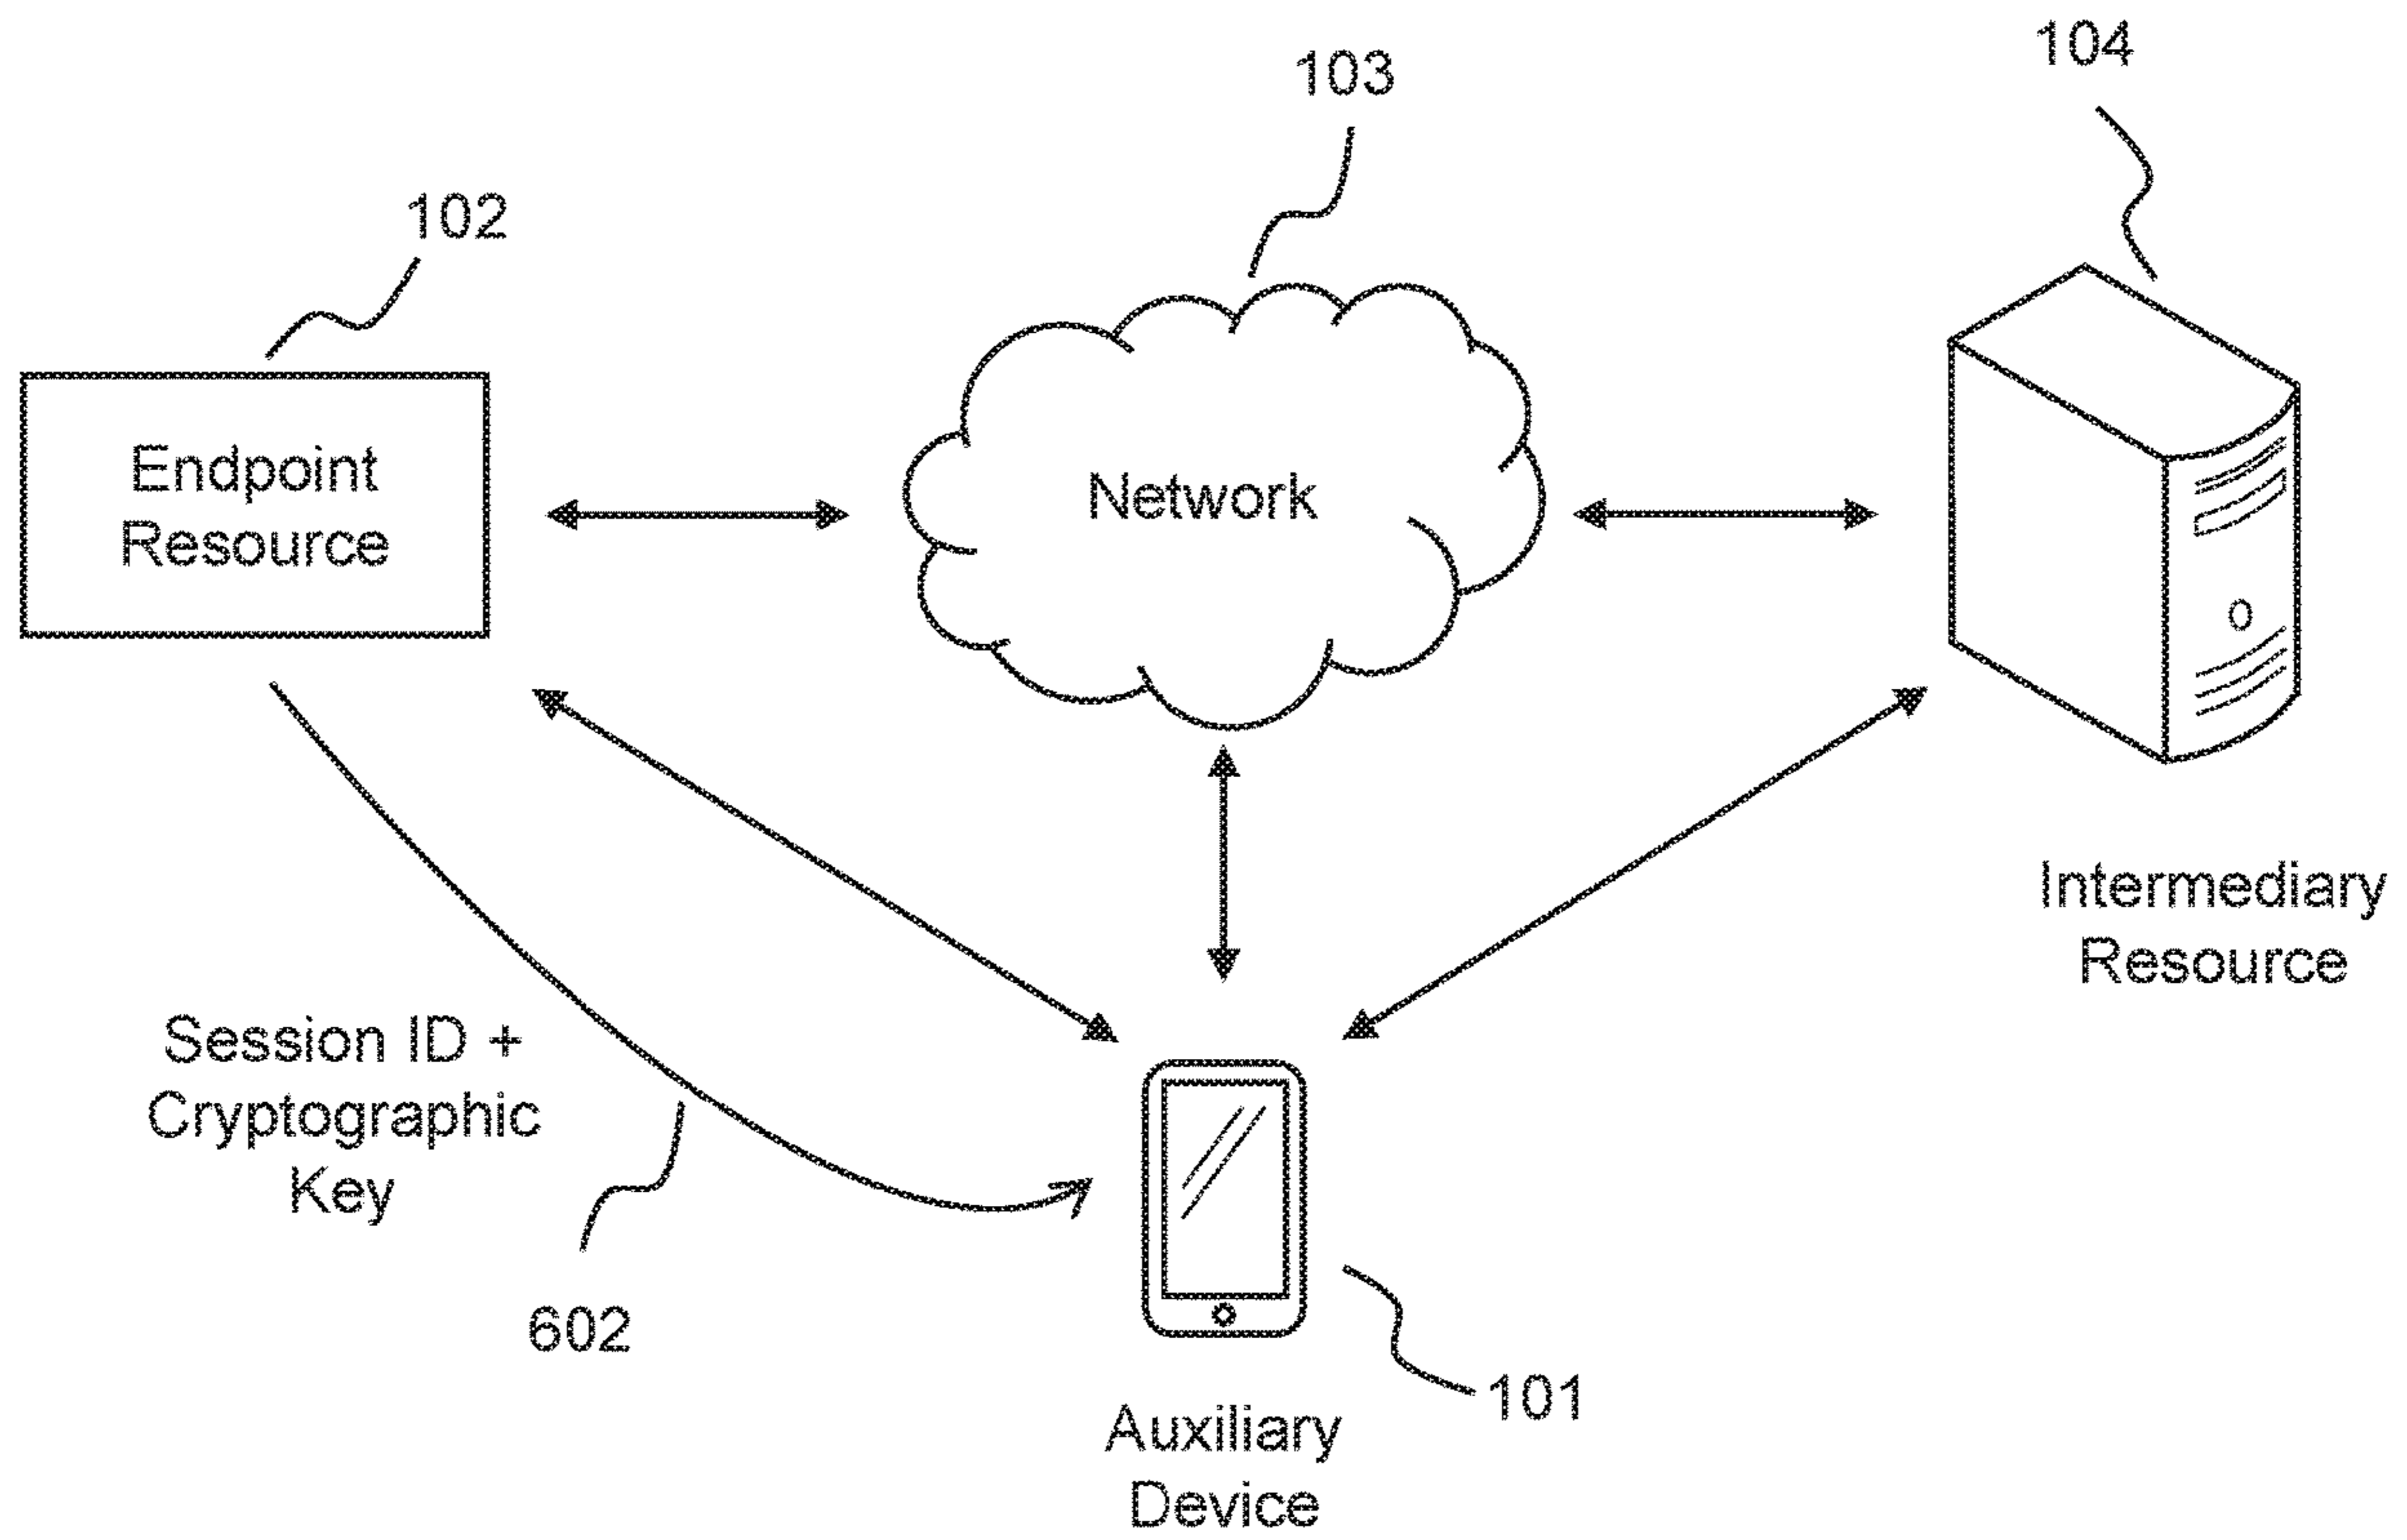 104
103
102
Endpoint
Resource
Network
Intermediary
Resource
Session ID +
Cryptographic
Key
602
101
Auxiliary
Device